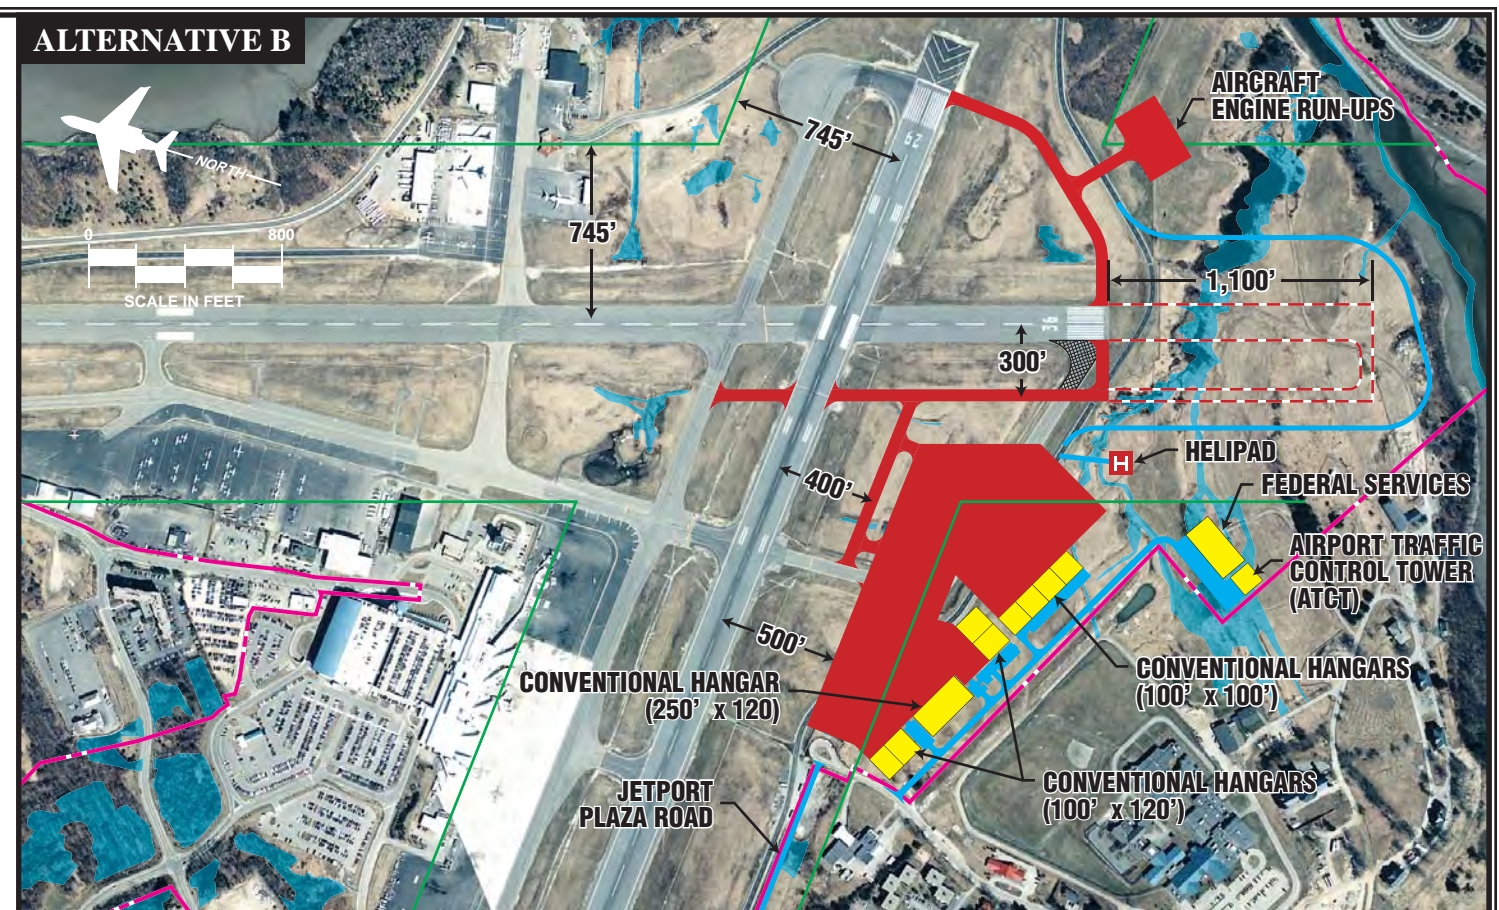 ALTERNATIVE B
AIRCRAFT
ENGINE RUN-UPS
745'
29
NORTH
745'
0 800
SCALE IN FEET
1,100'
36
300'
HELIPAD
H
FEDERAL SERVICES
400'
AIRPORT TRAFFIC
CONTROL TOWER
(ATCT)
500'
CONVENTIONAL HANGAR
(250' x 120)
CONVENTIONAL HANGARS
(100' x 100')
CONVENTIONAL HANGARS
(100' x 120')
JETPORT
PLAZA ROAD